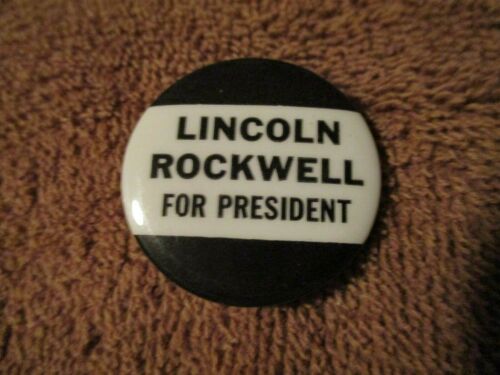 LINCOLN
ROCKWELL
FOR PRESIDENT